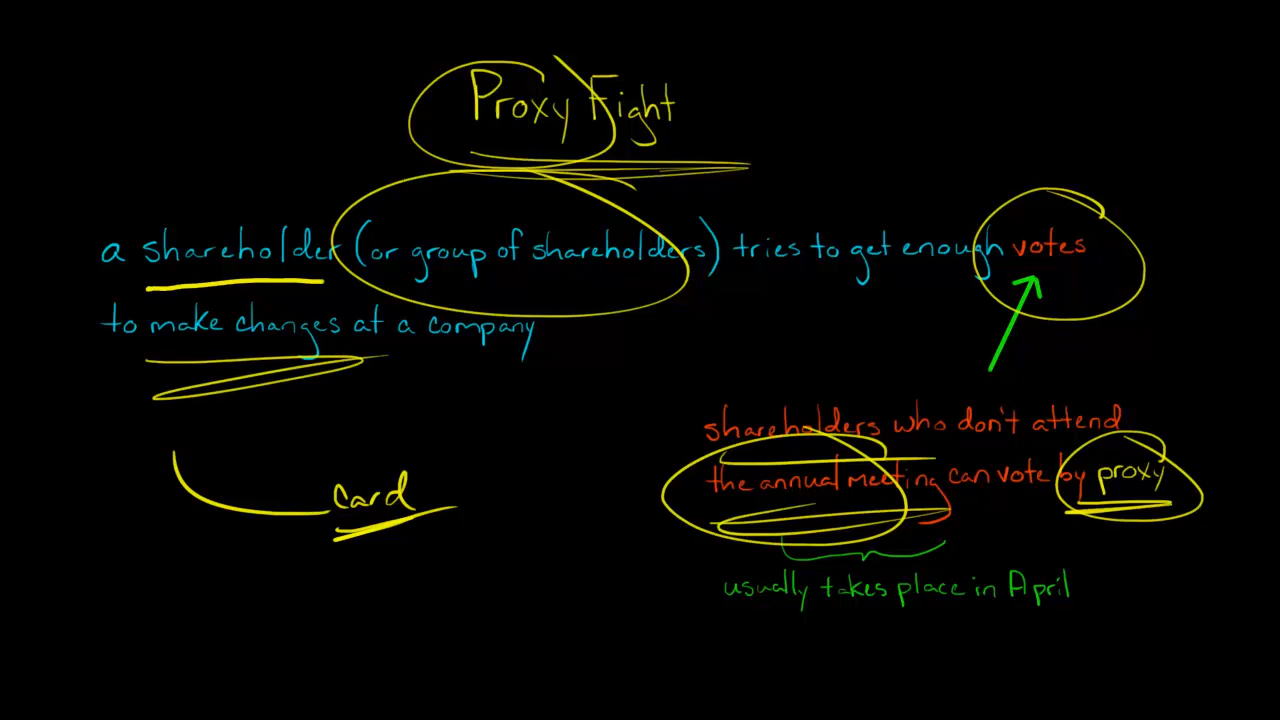 Proxy Fight
a shareholder (or group of shareholders) tries to get enough votes
to make changes at a company
shareholders who don't attend
the annual meeting can vote by proxy
card
usually takes place in April